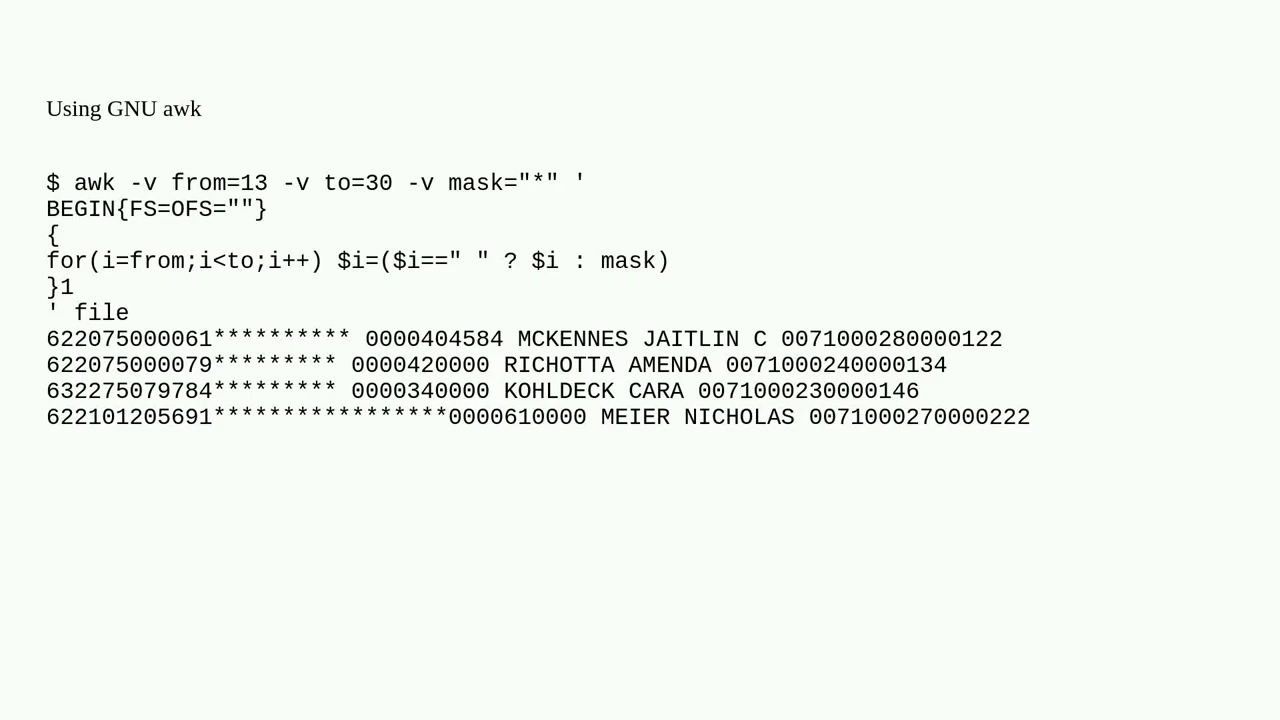 Using GNU awk
$ awk -v from=13 -v to=30 -v mask="*" '
BEGIN{FS=OFS=""}
{
for(i=from;i<to;i++) $i=($i==" " ? $i : mask)
}1
' file
622075000061********** 0000404584 MCKENNES JAITLIN C 0071000280000122
622075000079********* 0000420000 RICHOTTA AMENDA 0071000240000134
632275079784********* 0000340000 KOHLDECK CARA 0071000230000146
622101205691*****************0000610000 MEIER NICHOLAS 0071000270000222